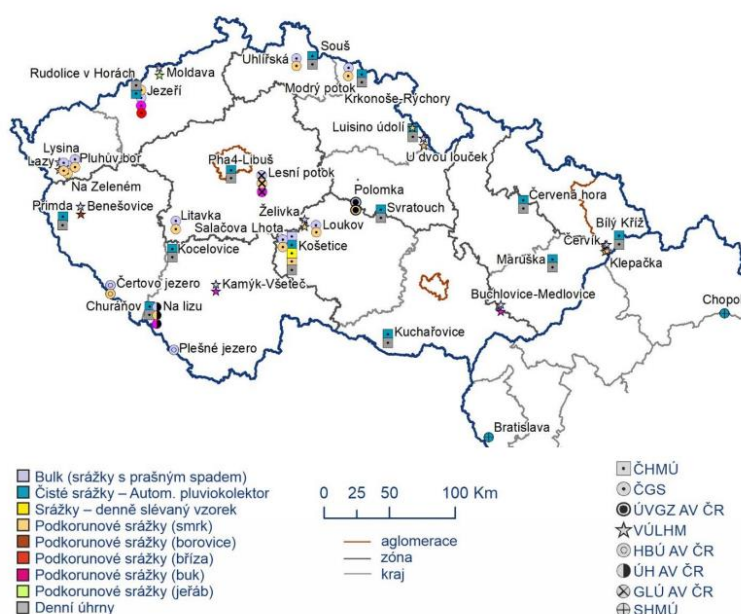 Souš
Uhlířská
Rudolice v Horách
Moldava
Jezeří
Modrý potok
Krkonoše-Rýchory
Luisino údolí
U dvou louček
Lysina
Lazy
Pluhův bor
Na Zeleném
Pha4-Libuš
Lesní potok
Polomka
Svratouch
Červená hora
Přimda
Benešovice
Litavka
Želivka
Salačova Lhota
Loukov
Košetice
Bílý Kříž
Červík
Klepačka
Maruška
Kocelovice
Čertovo jezero
Kamýk-Všeteč
Churáňov
Na lizu
Buchlovice-Medlovice
Chopok
Kuchařovice
Plešné jezero
Bratislava
Bulk (srážky s prašným spadem)
Čisté srážky – Autom. pluviokolektor
Srážky – denně slévaný vzorek
Podkorunové srážky (smrk)
Podkorunové srážky (borovice)
Podkorunové srážky (bříza)
Podkorunové srážky (buk)
Podkorunové srážky (jeřáb)
Denní úhrny
0 25 50 100 Km
aglomerace
zóna
kraj
ČHMÚ
ČGS
ÚVGZ AV ČR
VÚLHM
HBÚ AV ČR
ÚH AV ČR
GLÚ AV ČR
SHMÚ